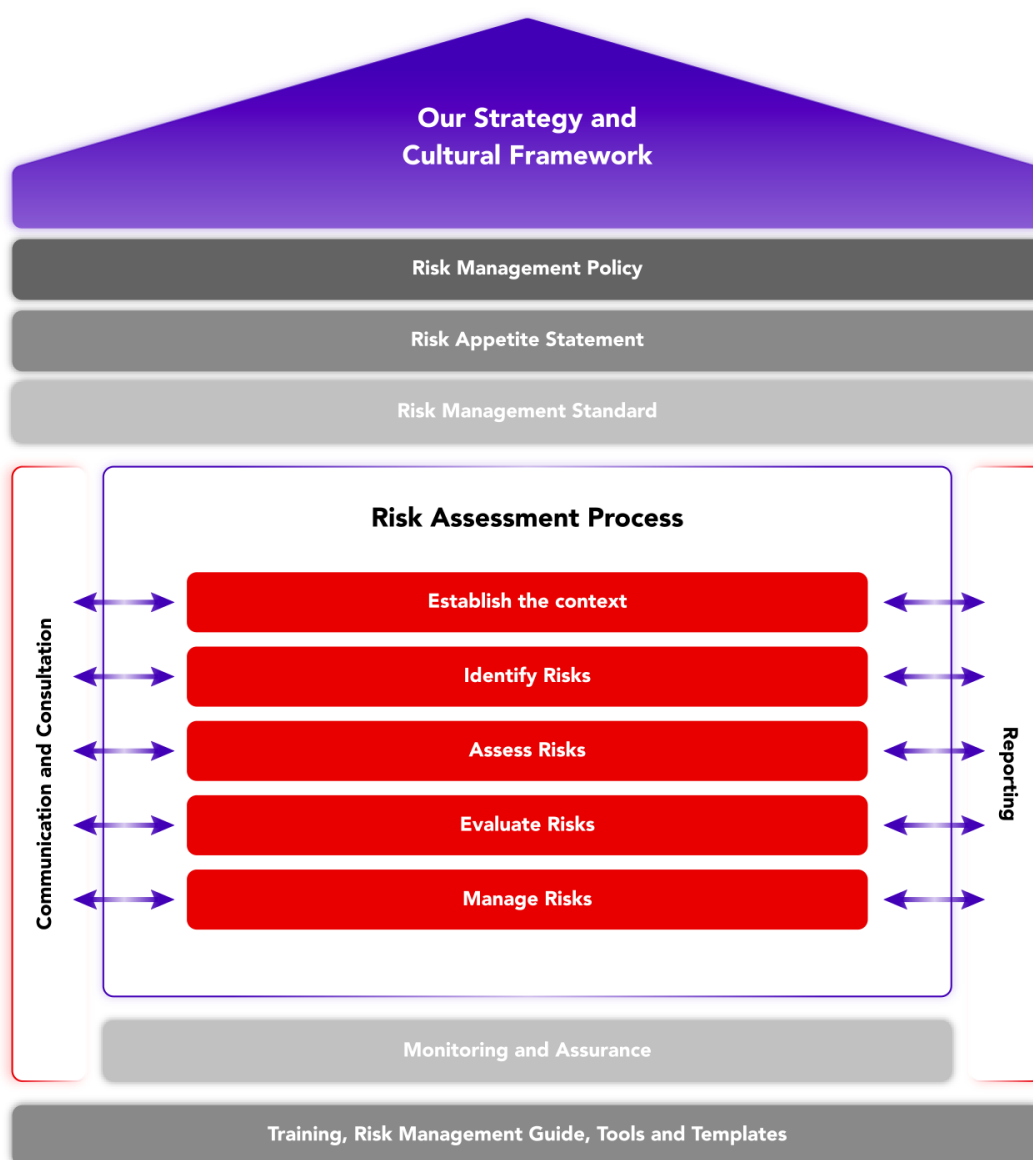 Our Strategy and
Cultural Framework
Risk Management Policy
Risk Appetite Statement
Risk Management Standard
Communication and Consultation
Risk Assessment Process
Establish the context
Identify Risks
Assess Risks
Evaluate Risks
Manage Risks
Reporting
Monitoring and Assurance
Training, Risk Management Guide, Tools and Templates